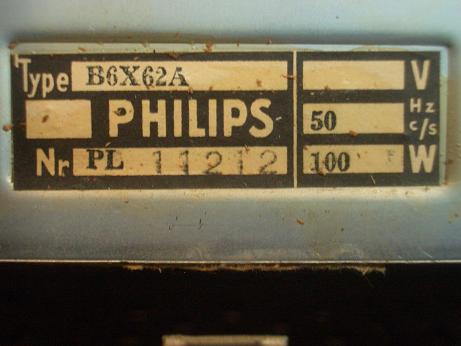 Type B6X62A V
PHILIPS 50 Hz c/s
Nr PL 11212 100 W